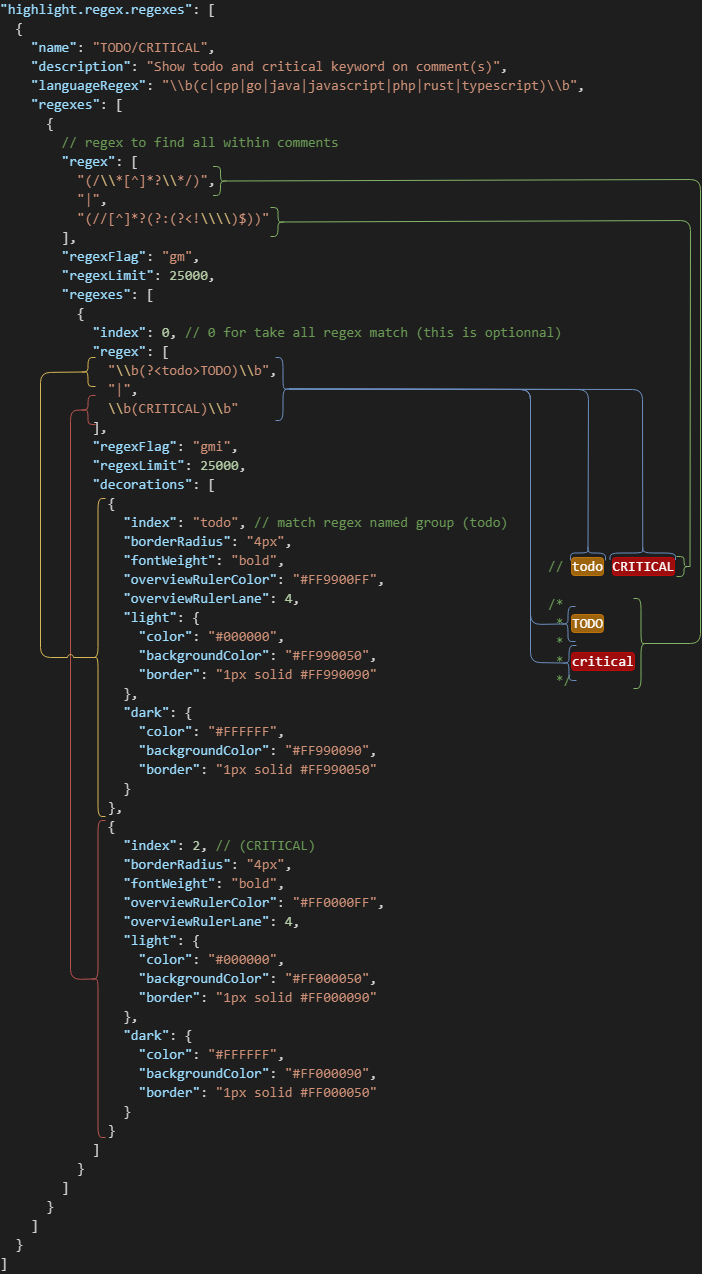 "highlight.regex.regexes": [
  {
    "name": "TODO/CRITICAL",
    "description": "Show todo and critical keyword on comment(s)",
    "languageRegex": "\\b(c|cpp|go|java|javascript|php|rust|typescript)\\b",
    "regexes": [
      {
        // regex to find all within comments
        "regex": [
          "(/\\*[^]*?\\*/)",
          "|",
          "(//[^]*?(?:(?<!\\\\)$))"
        ],
        "regexFlag": "gm",
        "regexLimit": 25000,
        "regexes": [
          {
            "index": 0, // 0 for take all regex match (this is optionnal)
            "regex": [
              "\\b(?<todo>TODO)\\b",
              "|",
              \\b(CRITICAL)\\b"
            ],
            "regexFlag": "gmi",
            "regexLimit": 25000,
            "decorations": [
              {
                "index": "todo", // match regex named group (todo)
                "borderRadius": "4px",
                "fontWeight": "bold",
                "overviewRulerColor": "#FF9900FF",
                "overviewRulerLane": 4,
                "light": {
                  "color": "#000000",
                  "backgroundColor": "#FF990050",
                  "border": "1px solid #FF990090"
                },
                "dark": {
                  "color": "#FFFFFF",
                  "backgroundColor": "#FF990090",
                  "border": "1px solid #FF990050"
                }
              },
              {
                "index": 2, // (CRITICAL)
                "borderRadius": "4px",
                "fontWeight": "bold",
                "overviewRulerColor": "#FF0000FF",
                "overviewRulerLane": 4,
                "light": {
                  "color": "#000000",
                  "backgroundColor": "#FF000050",
                  "border": "1px solid #FF000090"
                },
                "dark": {
                  "color": "#FFFFFF",
                  "backgroundColor": "#FF000090",
                  "border": "1px solid #FF000050"
                }
              }
            ]
          }
        ]
      }
    ]
  }
]
// todo CRITICAL
/*
 * TODO
 *
 * critical
 */